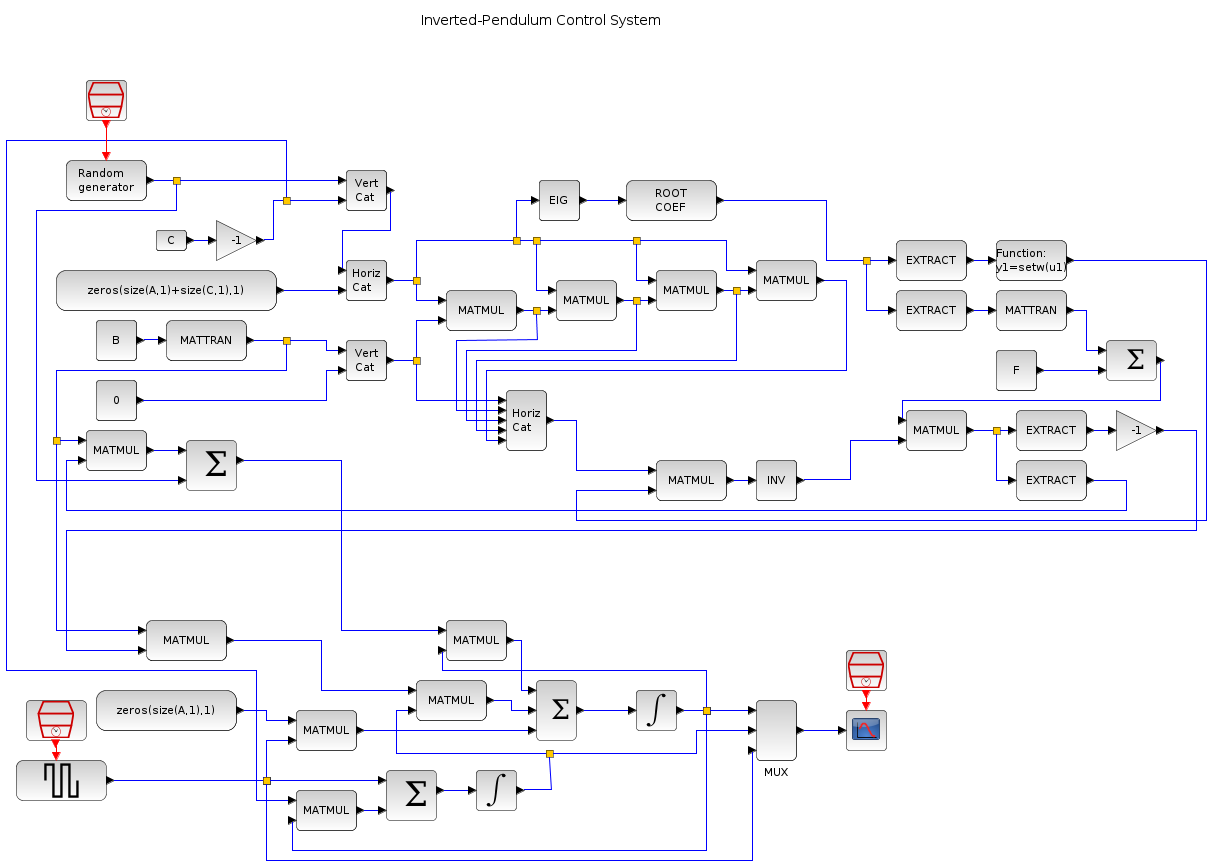 Inverted-Pendulum Control System
Random
generator
Vert
Cat
C
-1
EIG
ROOT
COEF
zeros(size(A,1)+size(C,1),1)
Horiz
Cat
MATMUL
MATMUL
MATMUL
MATMUL
EXTRACT
Function:
y1=setw(u1)
EXTRACT
MATTRAN
B
MATTRAN
Vert
Cat
F
Σ
0
Horiz
Cat
MATMUL
Σ
MATMUL
INV
MATMUL
EXTRACT
-1
EXTRACT
MATMUL
MATMUL
zeros(size(A,1),1)
MATMUL
MATMUL
Σ
∫
MUX
Σ
∫
MATMUL